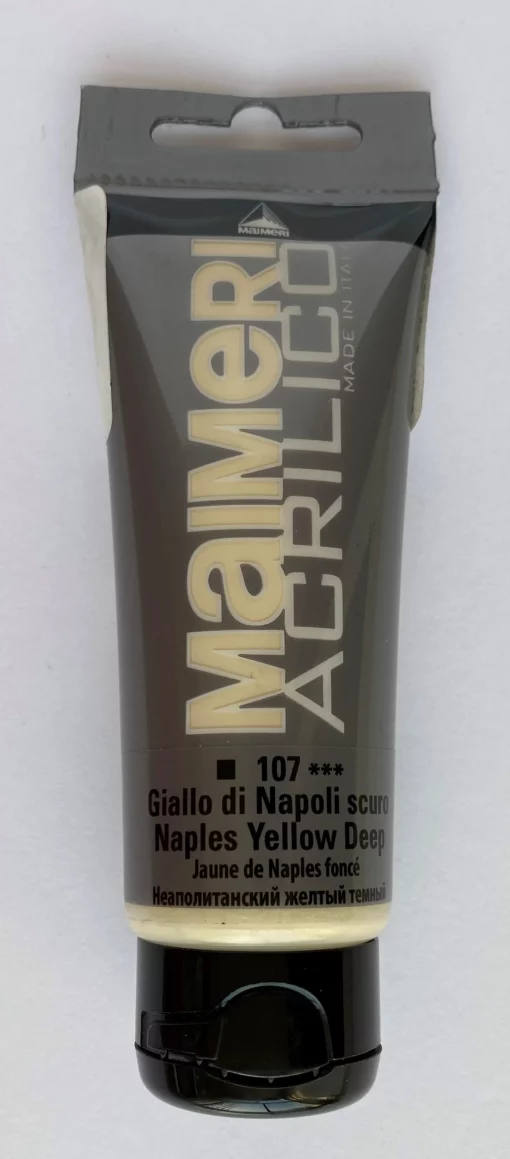 MaIMeRI
MaIMeRI
ACRILICO
MADE IN ITALY
■ 107 ***
Giallo di Napoli scuro
Naples Yellow Deep
Jaune de Naples foncé
Неаполитанский желтый темный